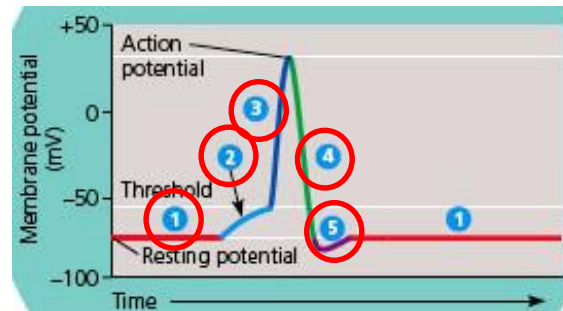 +50
Action
potential
3
0
2
4
Membrane potential
(mV)
Threshold
−50
1
5
1
Resting potential
−100
Time